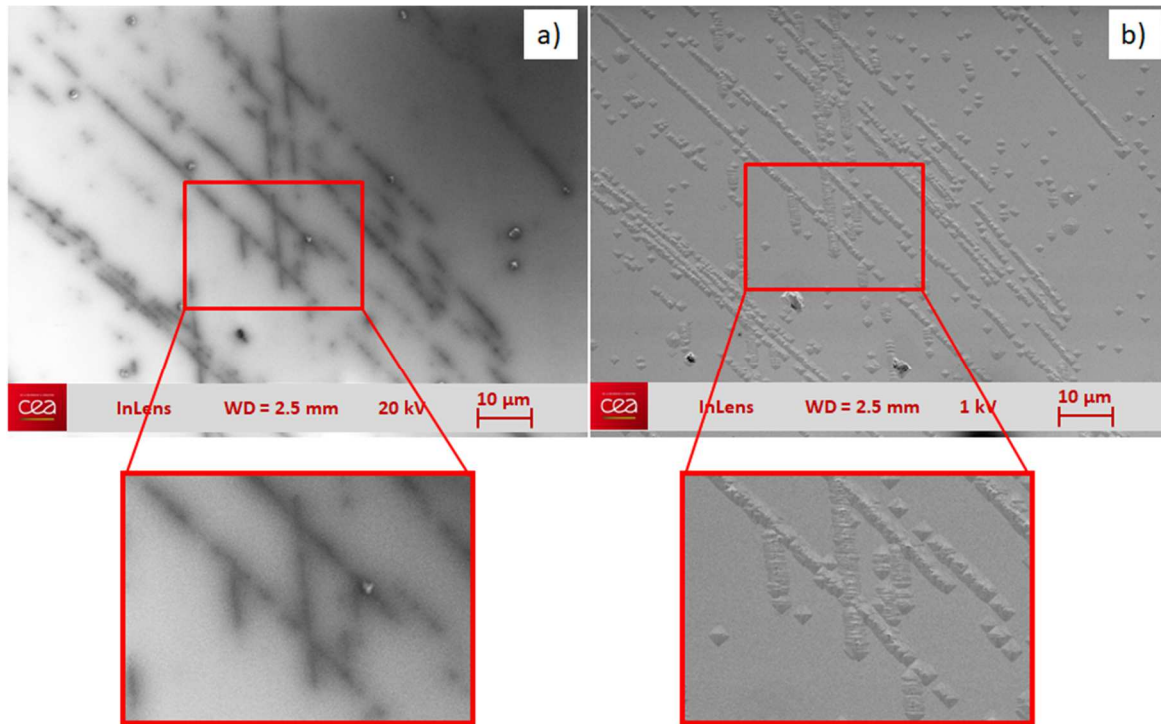 a)
b)
cea
InLens WD = 2.5 mm 20 kV 10 µm
cea
InLens WD = 2.5 mm 1 kV 10 µm